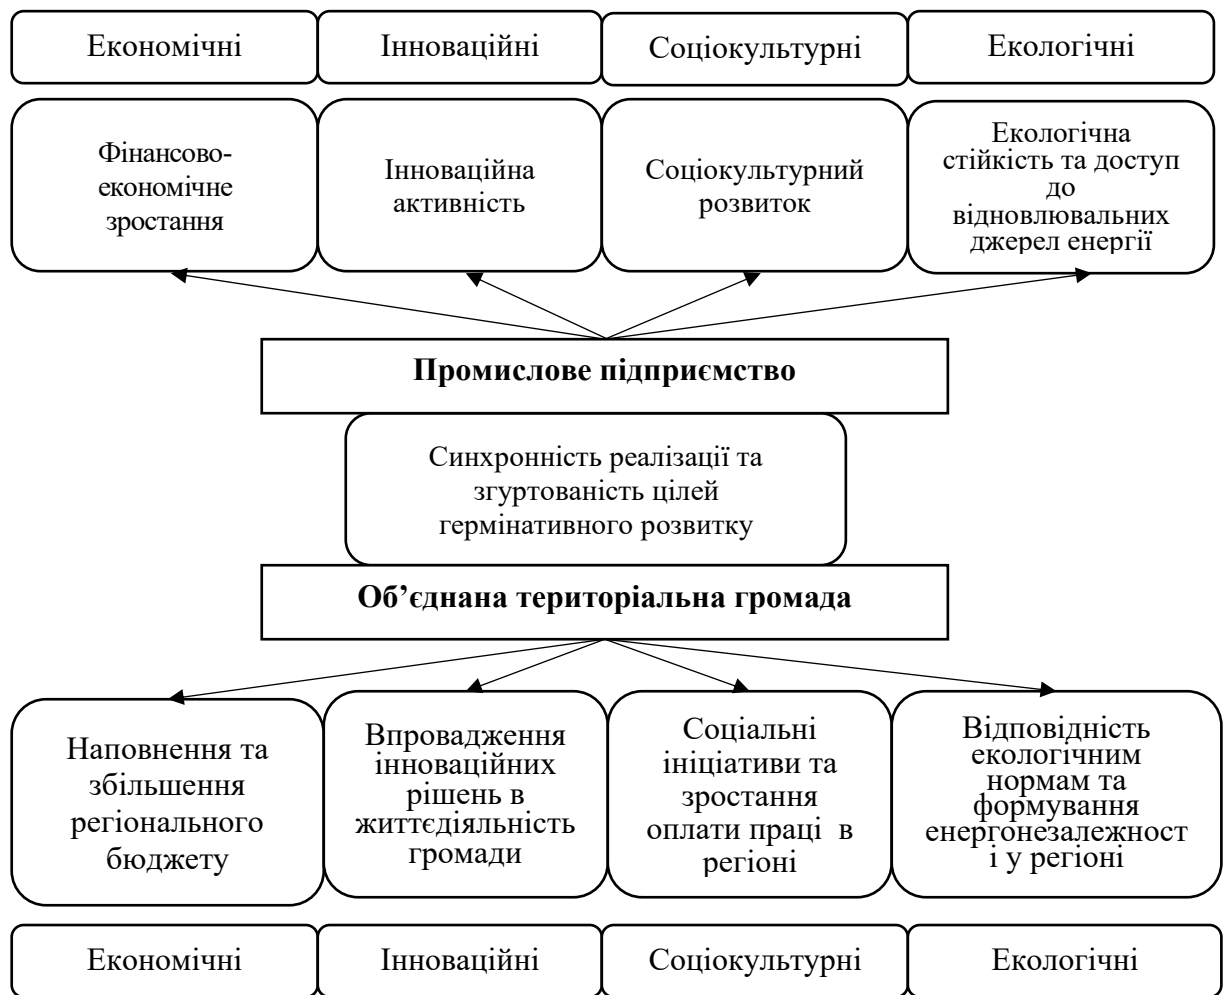 Економічні
Інноваційні
Соціокультурні
Екологічні
Фінансово-
економічне
зростання
Інноваційна
активність
Соціокультурний
розвиток
Екологічна
стійкість та доступ
до
відновлювальних
джерел енергії
Промислове підприємство
Синхронність реалізації та
згуртованість цілей
гермінативного розвитку
Об’єднана територіальна громада
Наповнення та
збільшення
регіонального
бюджету
Впровадження
інноваційних
рішень в
життєдіяльність
громади
Соціальні
ініціативи та
зростання
оплати праці в
регіоні
Відповідність
екологічним
нормам та
формування
енергонезалежност
і у регіоні
Економічні
Інноваційні
Соціокультурні
Екологічні